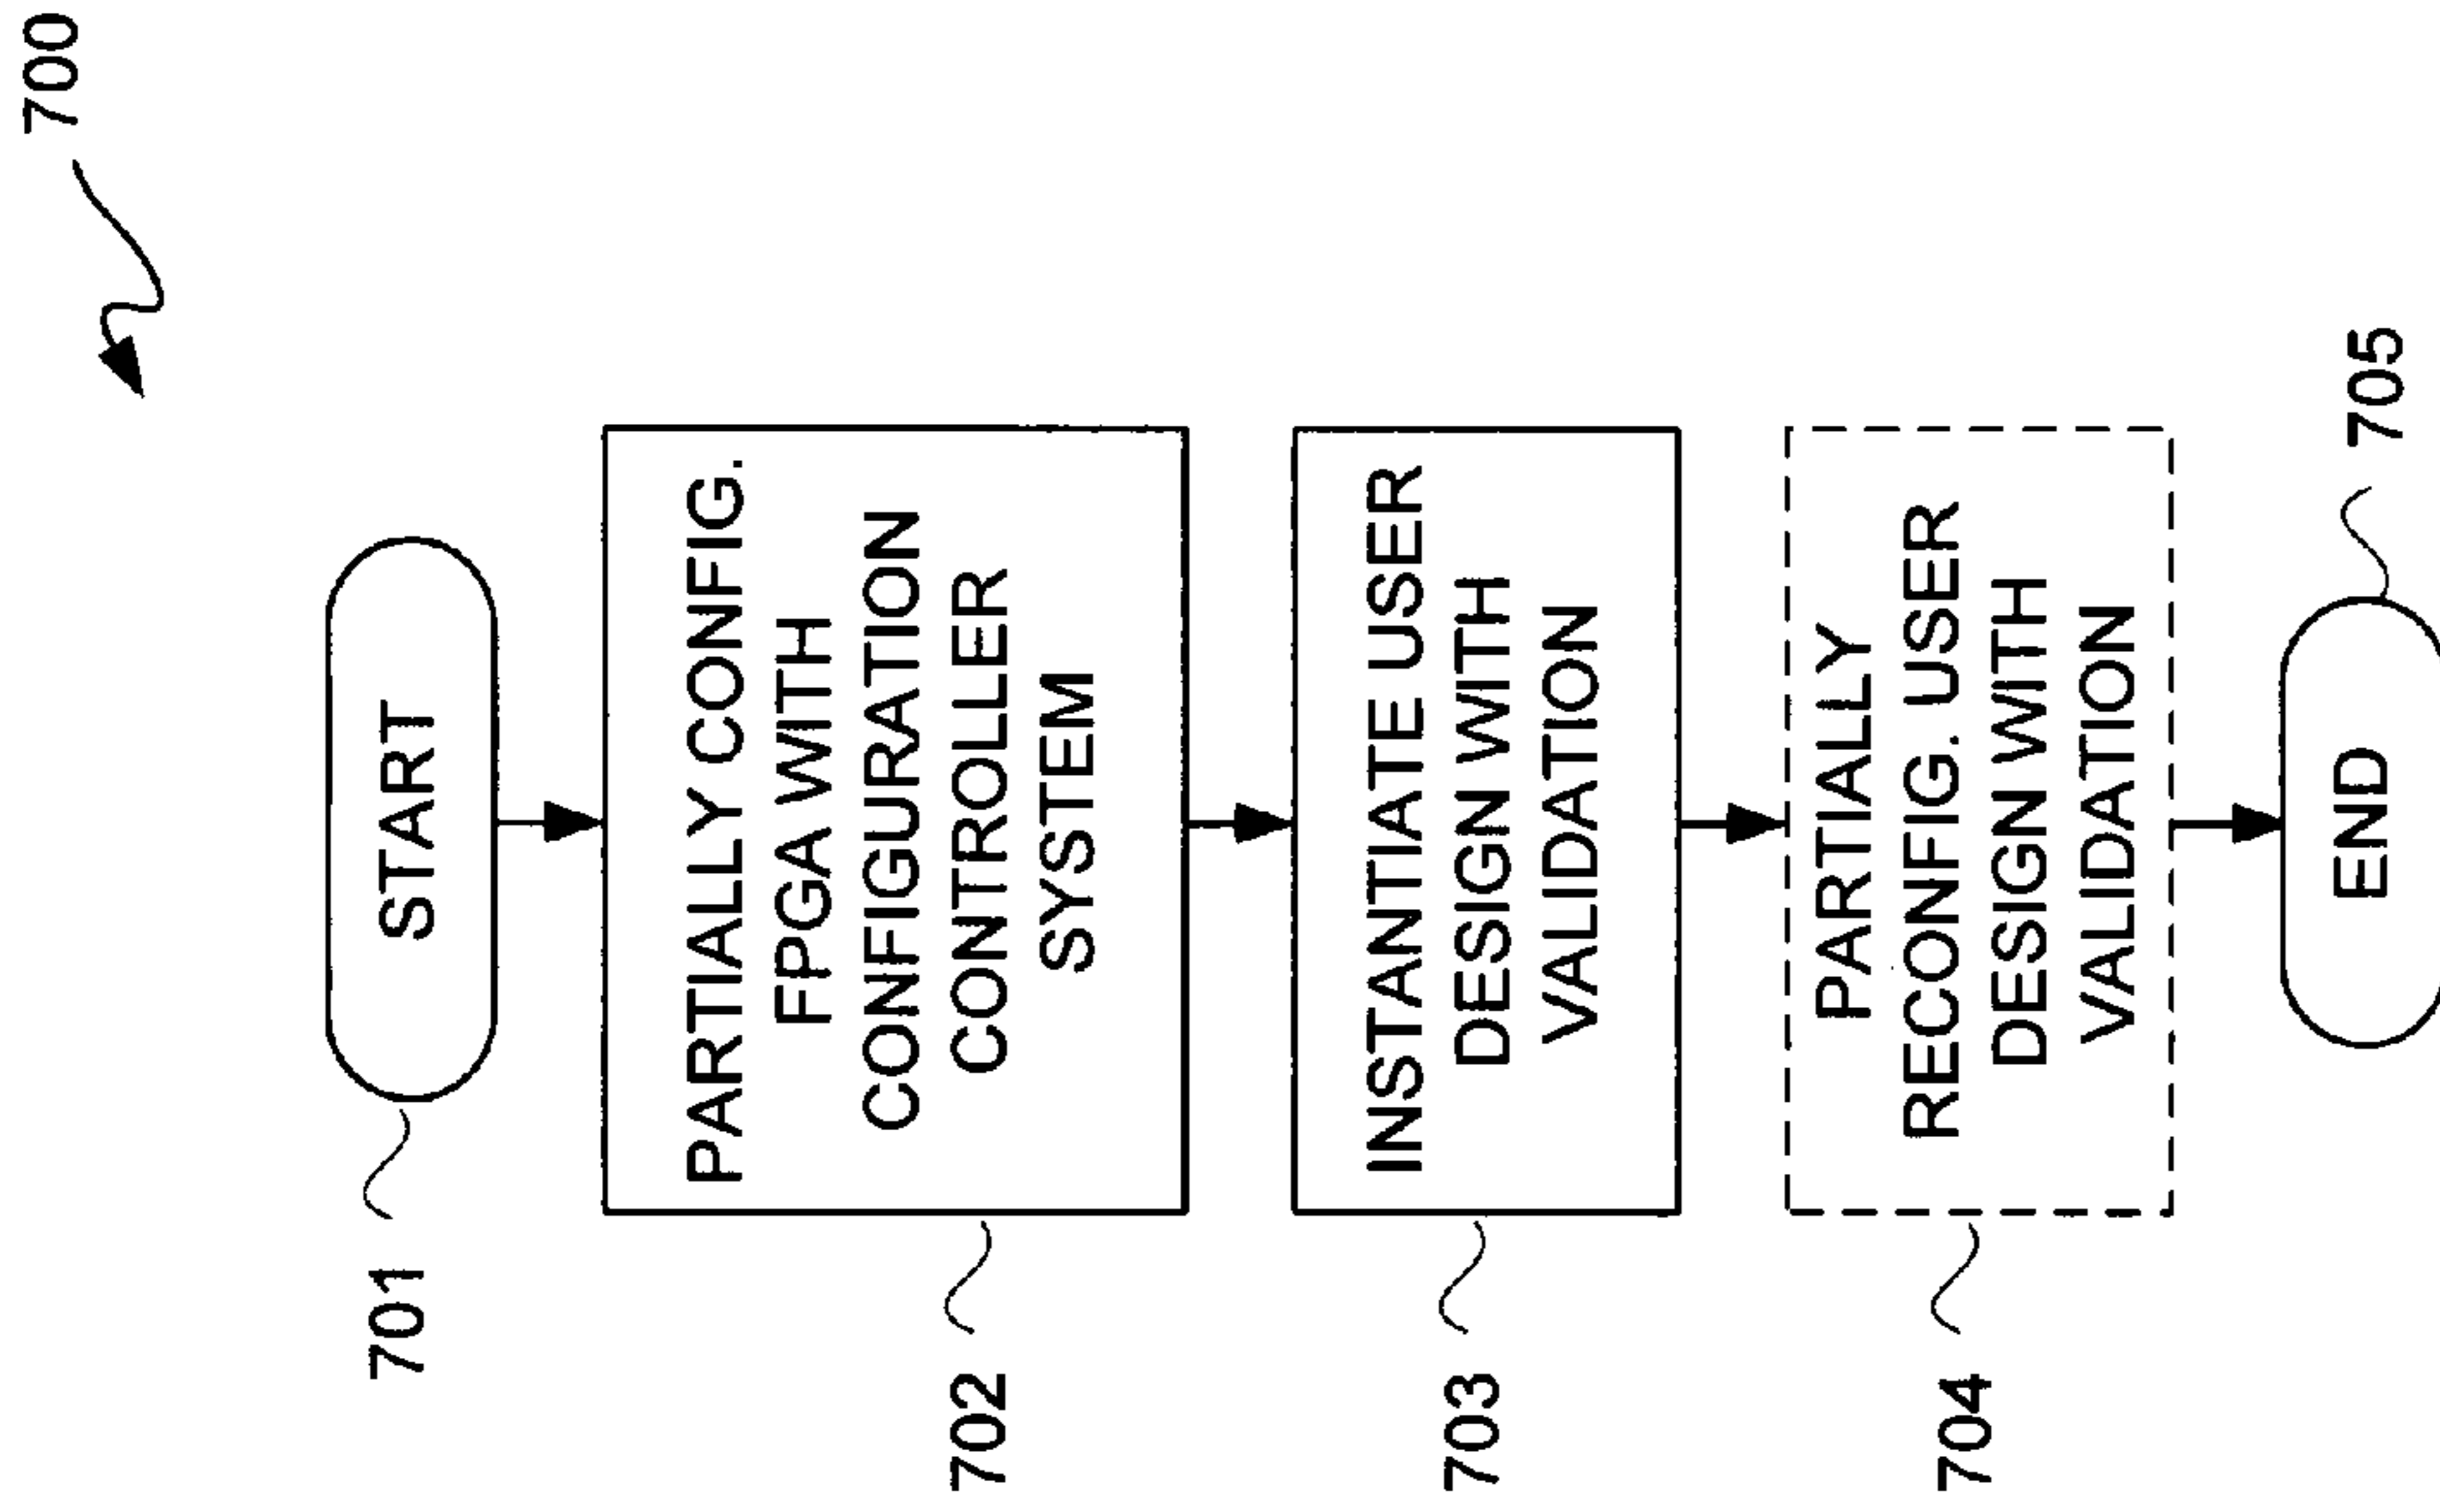 700
701
START
702
PARTIALLY CONFIG.
FPGA WITH
CONFIGURATION
CONTROLLER
SYSTEM
703
INSTANTIATE USER
DESIGN WITH
VALIDATION
704
PARTIALLY
RECONFIG. USER
DESIGN WITH
VALIDATION
705
END